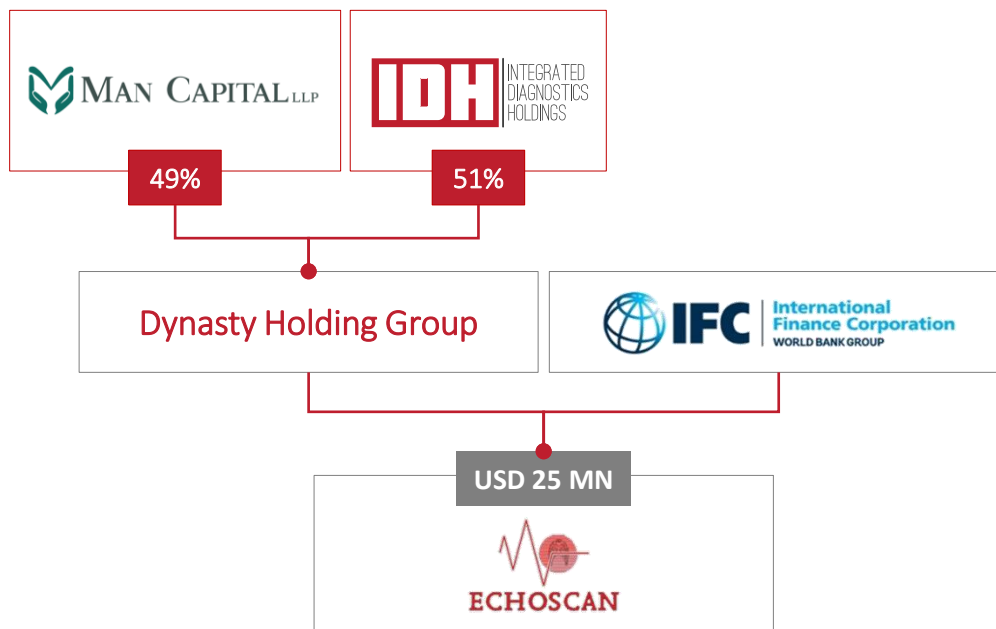 MAN CAPITAL LLP
IDH
INTEGRATED
DIAGNOSTICS
HOLDINGS
49%
51%
Dynasty Holding Group
IFC
International
Finance Corporation
WORLD BANK GROUP
USD 25 MN
ECHOSCAN